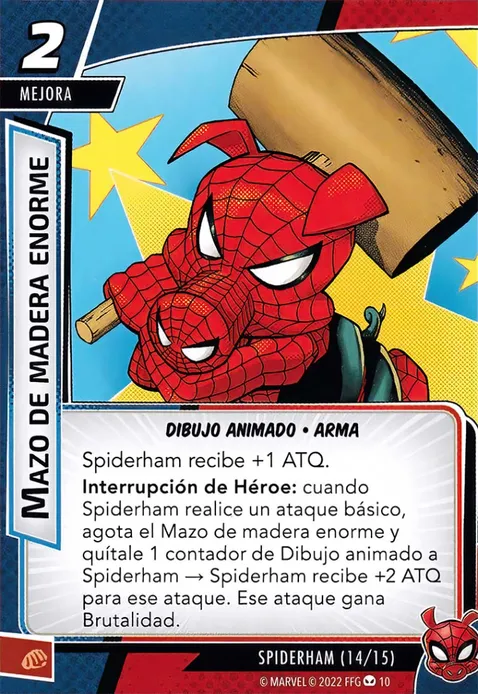 2
MEJORA
MAZO DE MADERA ENORME
DIBUJO ANIMADO • ARMA
Spiderham recibe +1 ATQ.
Interrupción de Héroe: cuando
Spiderham realice un ataque básico,
agota el Mazo de madera enorme y
quítale 1 contador de Dibujo animado a
Spiderham → Spiderham recibe +2 ATQ
para ese ataque. Ese ataque gana
Brutalidad.
SPIDERHAM (14/15)
© MARVEL © 2022 FFG 10